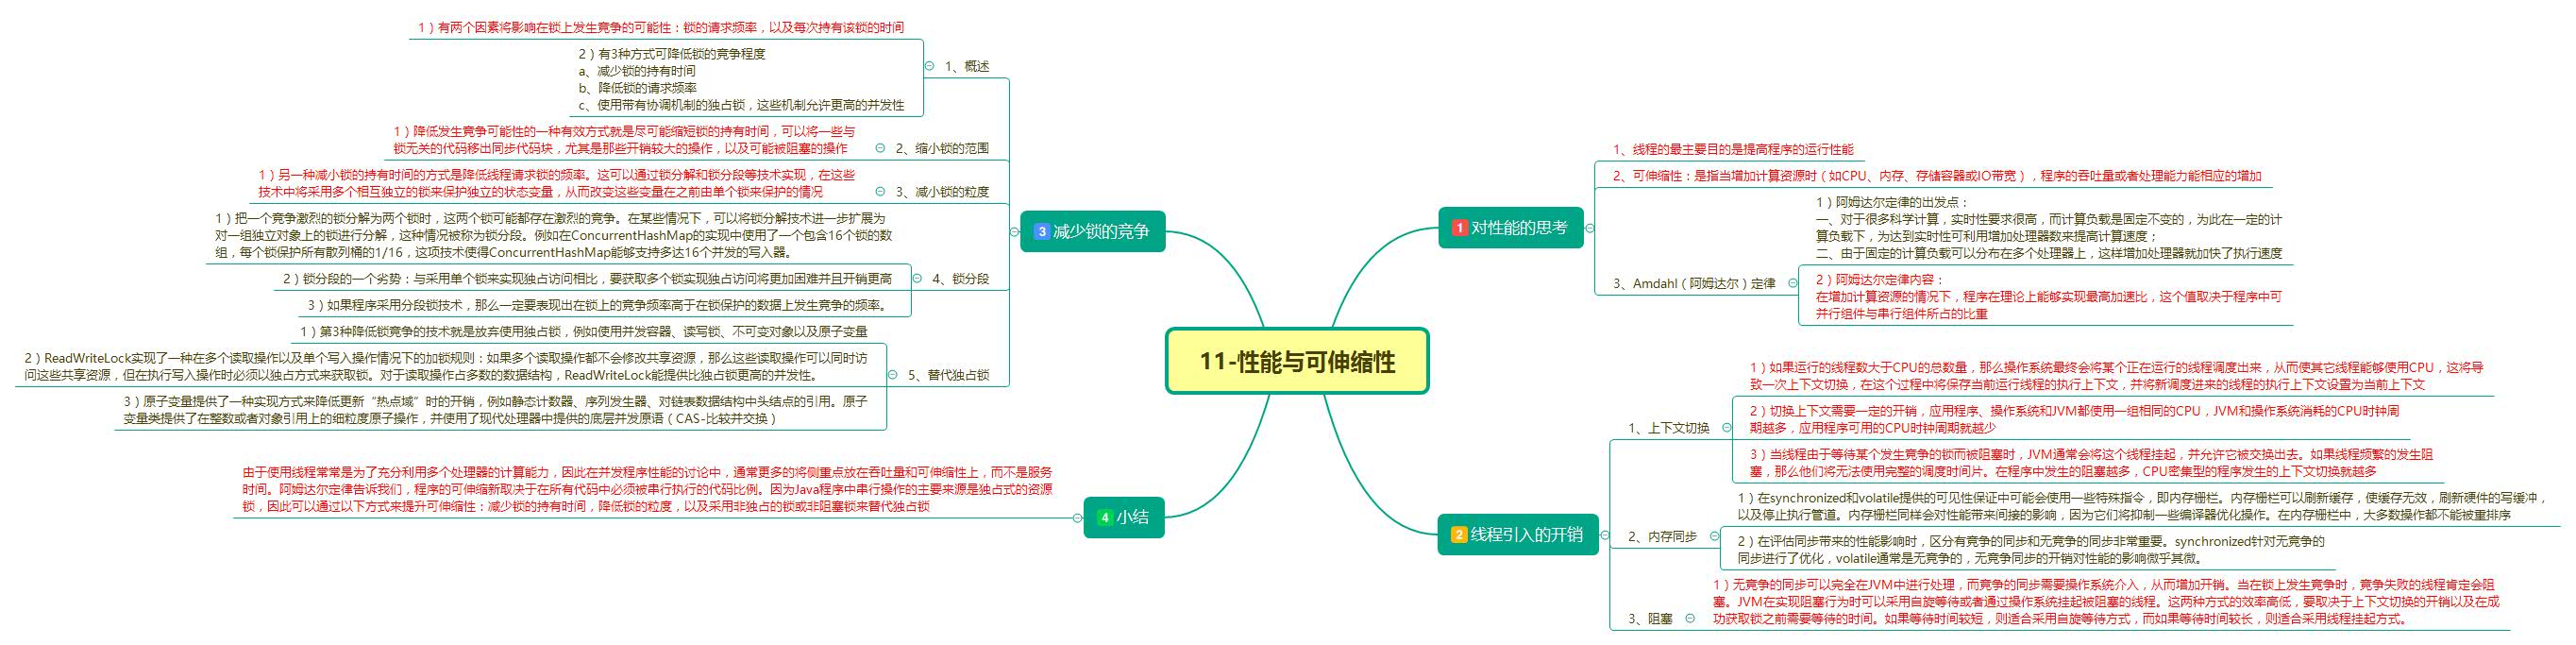 11-性能与可伸缩性
1 对性能的思考
1、线程的最主要目的是提高程序的运行性能
2、可伸缩性：是指当增加计算资源时（如CPU、内存、存储容器或IO带宽），程序的吞吐量或者处理能力能相应的增加
3、Amdahl（阿姆达尔）定律
1）阿姆达尔定律的出发点：
一、对于很多科学计算，实时性要求很高，而计算负载是固定不变的，为此在一定的计
算负载下，为达到实时性可利用增加处理器数来提高计算速度；
二、由于固定的计算负载可以分布在多个处理器上，这样增加处理器就加快了执行速度
2）阿姆达尔定律内容：
在增加计算资源的情况下，程序在理论上能够实现最高加速比，这个值取决于程序中可
并行组件与串行组件所占的比重
2 线程引入的开销
1、上下文切换
1）如果运行的线程数大于CPU的总数量，那么操作系统最终会将某个正在运行的线程调度出来，从而使其它线程能够使用CPU，这将导
致一次上下文切换，在这个过程中将保存当前运行线程的执行上下文，并将新调度进来的线程的执行上下文设置为当前上下文
2）切换上下文需要一定的开销，应用程序、操作系统和JVM都使用一组相同的CPU，JVM和操作系统消耗的CPU时钟周
期越多，应用程序可用的CPU时钟周期就越少
3）当线程由于等待某个发生竞争的锁而被阻塞时，JVM通常会将这个线程挂起，并允许它被交换出去。如果线程频繁的发生阻
塞，那么他们将无法使用完整的调度时间片。在程序中发生的阻塞越多，CPU密集型的程序发生的上下文切换就越多
2、内存同步
1）在synchronized和volatile提供的可见性保证中可能会使用一些特殊指令，即内存栅栏。内存栅栏可以刷新缓存，使缓存无效，刷新硬件的写缓冲，
以及停止执行管道。内存栅栏同样会对性能带来间接的影响，因为它们将抑制一些编译器优化操作。在内存栅栏中，大多数操作都不能被重排序
2）在评估同步带来的性能影响时，区分有竞争的同步和无竞争的同步非常重要。synchronized针对无竞争的
同步进行了优化，volatile通常是无竞争的，无竞争同步的开销对性能的影响微乎其微。
3、阻塞
1）无竞争的同步可以完全在JVM中进行处理，而竞争的同步需要操作系统介入，从而增加开销。当在锁上发生竞争时，竞争失败的线程肯定会阻
塞。JVM在实现阻塞行为时可以采用自旋等待或者通过操作系统挂起被阻塞的线程。这两种方式的效率高低，要取决于上下文切换的开销以及在成
功获取锁之前需要等待的时间。如果等待时间较短，则适合采用自旋等待方式，而如果等待时间较长，则适合采用线程挂起方式。
3 减少锁的竞争
1、概述
1）有两个因素将影响在锁上发生竞争的可能性：锁的请求频率，以及每次持有该锁的时间
2）有3种方式可降低锁的竞争程度
a、减少锁的持有时间
b、降低锁的请求频率
c、使用带有协调机制的独占锁，这些机制允许更高的并发性
2、缩小锁的范围
1）降低发生竞争可能性的一种有效方式就是尽可能缩短锁的持有时间，可以将一些与
锁无关的代码移出同步代码块，尤其是那些开销较大的操作，以及可能被阻塞的操作
3、减小锁的粒度
1）另一种减小锁的持有时间的方式是降低线程请求锁的频率。这可以通过锁分解和锁分段等技术实现，在这些
技术中将采用多个相互独立的锁来保护独立的状态变量，从而改变这些变量在之前由单个锁来保护的情况
4、锁分段
1）把一个竞争激烈的锁分解为两个锁时，这两个锁可能都存在激烈的竞争。在某些情况下，可以将锁分解技术进一步扩展为
对一组独立对象上的锁进行分解，这种情况被称为锁分段。例如在ConcurrentHashMap的实现中使用了一个包含16个锁的数
组，每个锁保护所有散列桶的1/16，这项技术使得ConcurrentHashMap能够支持多达16个并发的写入器。
2）锁分段的一个劣势：与采用单个锁来实现独占访问相比，要获取多个锁实现独占访问将更加困难并且开销更高
3）如果程序采用分段锁技术，那么一定要表现出在锁上的竞争频率高于在锁保护的数据上发生竞争的频率。
5、替代独占锁
1）第3种降低锁竞争的技术就是放弃使用独占锁，例如使用并发容器、读写锁、不可变对象以及原子变量
2）ReadWriteLock实现了一种在多个读取操作以及单个写入操作情况下的加锁规则：如果多个读取操作都不会修改共享资源，那么这些读取操作可以同时访
问这些共享资源，但在执行写入操作时必须以独占方式来获取锁。对于读取操作占多数的数据结构，ReadWriteLock能提供比独占锁更高的并发性。
3）原子变量提供了一种实现方式来降低更新“热点域”时的开销，例如静态计数器、序列发生器、对链表数据结构中头结点的引用。原子
变量类提供了在整数或者对象引用上的细粒度原子操作，并使用了现代处理器中提供的底层并发原语（CAS-比较并交换）
4 小结
由于使用线程常常是为了充分利用多个处理器的计算能力，因此在并发程序性能的讨论中，通常更多的将侧重点放在吞吐量和可伸缩性上，而不是服务
时间。阿姆达尔定律告诉我们，程序的可伸缩新取决于在所有代码中必须被串行执行的代码比例。因为Java程序中串行操作的主要来源是独占式的资源
锁，因此可以通过以下方式来提升可伸缩性：减少锁的持有时间，降低锁的粒度，以及采用非独占的锁或非阻塞锁来替代独占锁